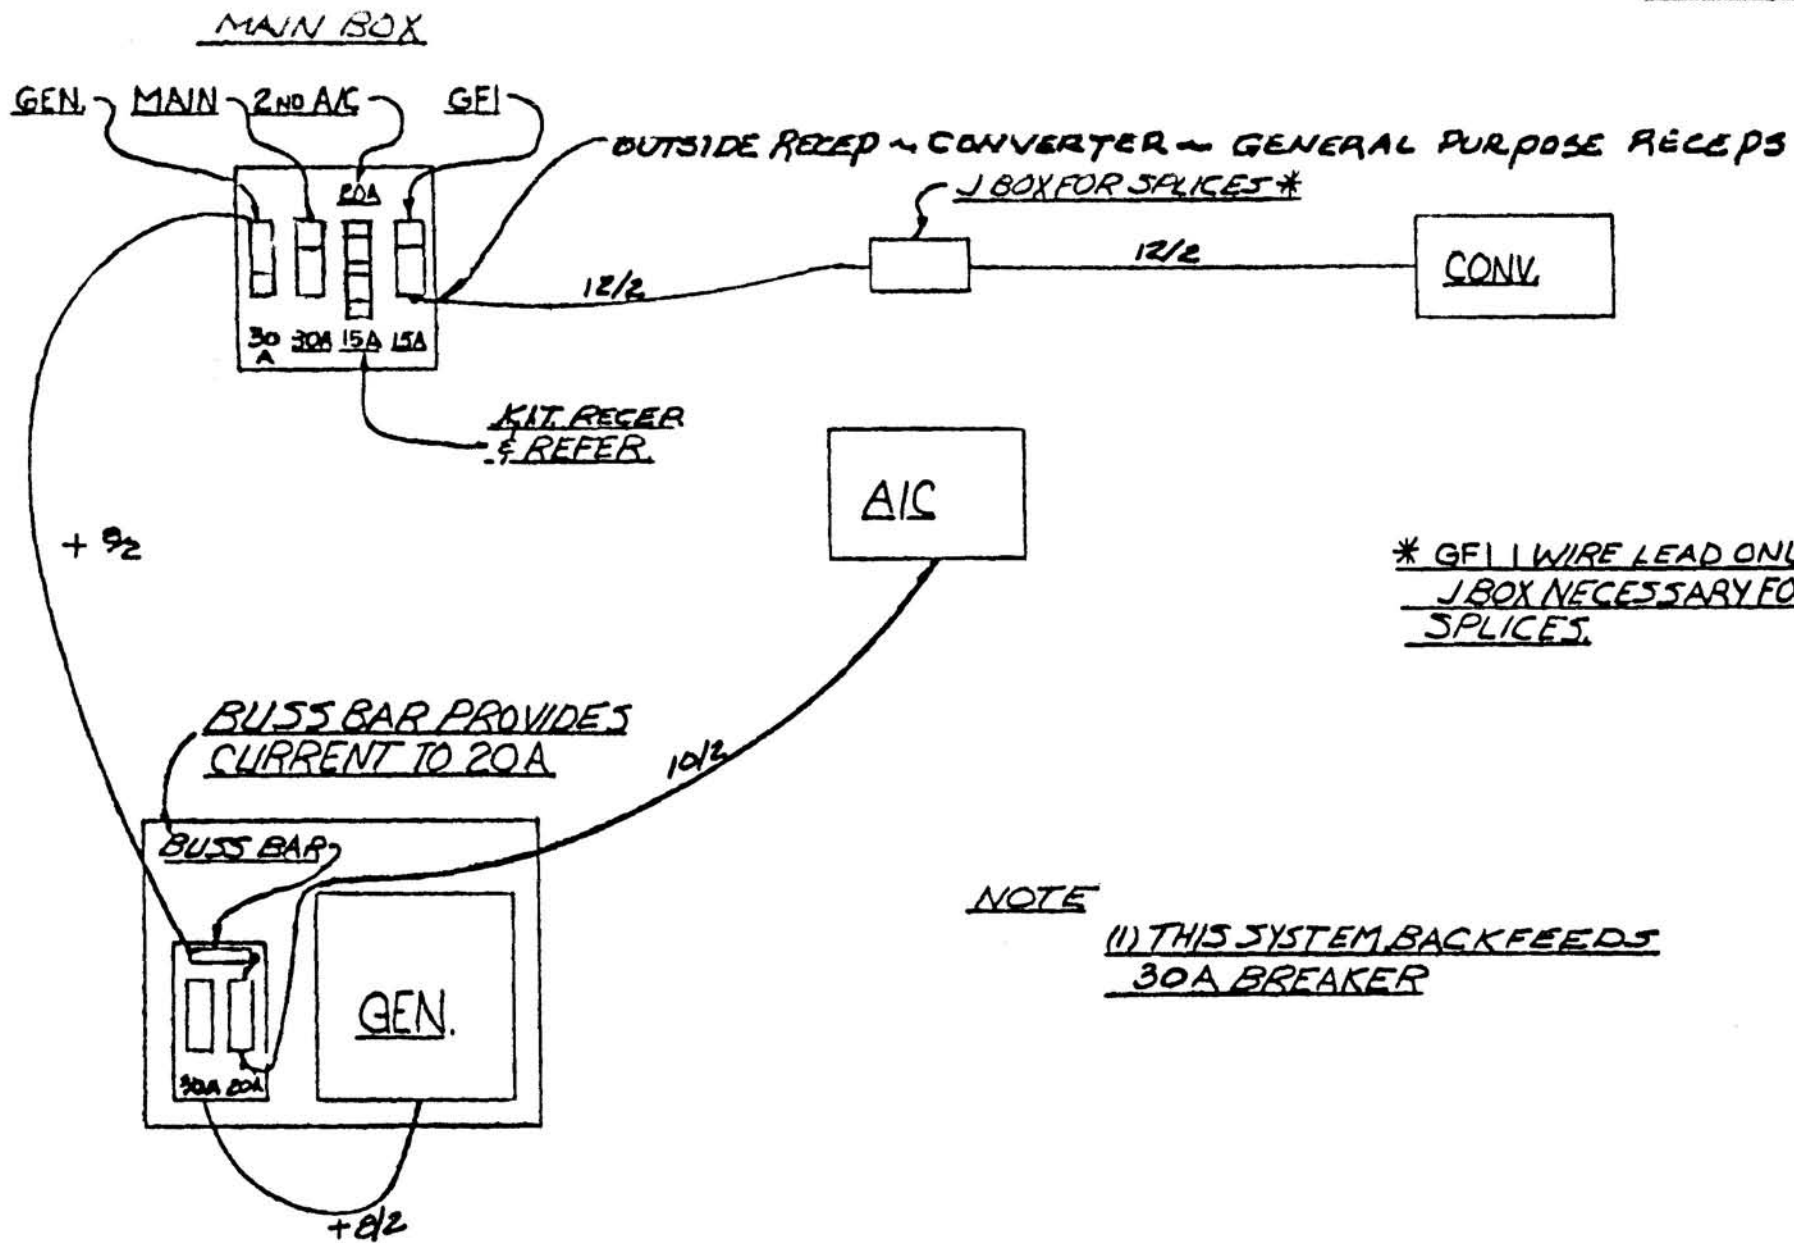 MAIN BOX
GEN. MAIN 2ND A/C GFI
OUTSIDE RECEP ~ CONVERTER ~ GENERAL PURPOSE RECEPS
J BOX FOR SPLICES *
20A
12/2
12/2
CONV.
30 A 30A 15A 15A
KIT. RECEP
& REFER.
A/C
+ 8/2
* GFI 1 WIRE LEAD ONL
J BOX NECESSARY FO
SPLICES.
BUSS BAR PROVIDES
CURRENT TO 20A
10/2
BUSS BAR
NOTE
(1) THIS SYSTEM BACKFEEDS
30A BREAKER
GEN.
30A 20A
+ 8/2